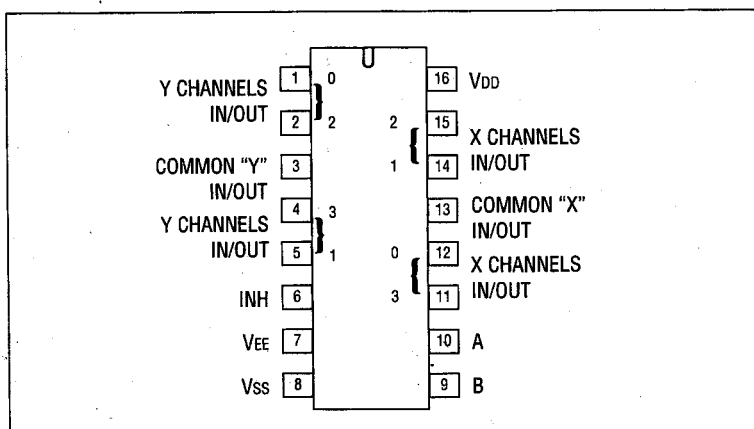 1 0 16 VDD
Y CHANNELS
IN/OUT
2 2 2 15
X CHANNELS
IN/OUT
COMMON "Y"
IN/OUT
3 1 14
4 3 13 COMMON "X"
IN/OUT
Y CHANNELS
IN/OUT
5 1 0 12
X CHANNELS
IN/OUT
INH 6 3 11
VEE 7 10 A
VSS 8 9 B